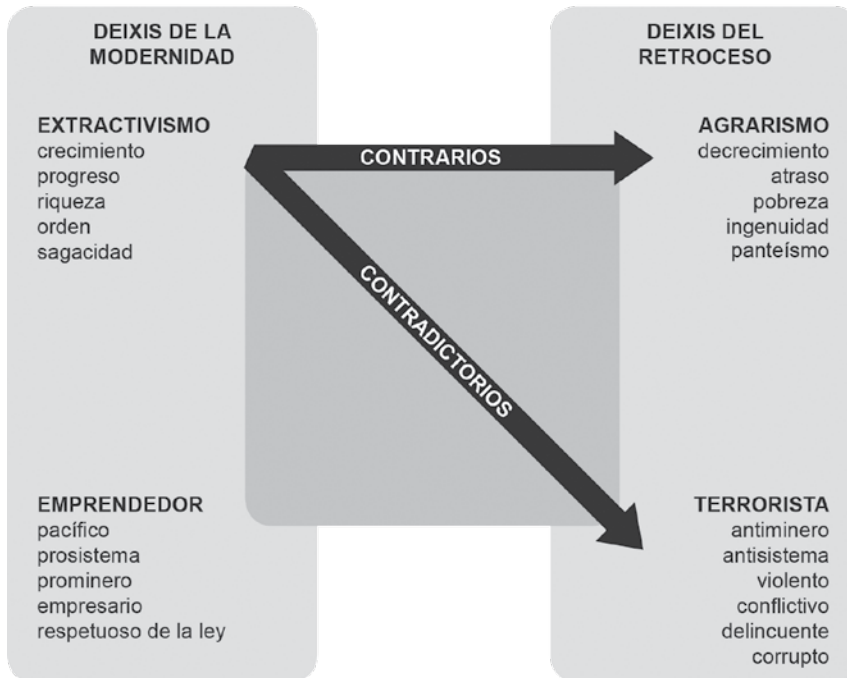 DEIXIS DE LA
MODERNIDAD
EXTRACTIVISMO
crecimiento
progreso
riqueza
orden
sagacidad
EMPRENDEDOR
pacífico
prosistema
prominero
empresario
respetuoso de la ley
CONTRARIOS
CONTRADICTORIOS
DEIXIS DEL
RETROCESO
AGRARISMO
decrecimiento
atraso
pobreza
ingenuidad
panteísmo
TERRORISTA
antiminero
antisistema
violento
conflictivo
delincuente
corrupto